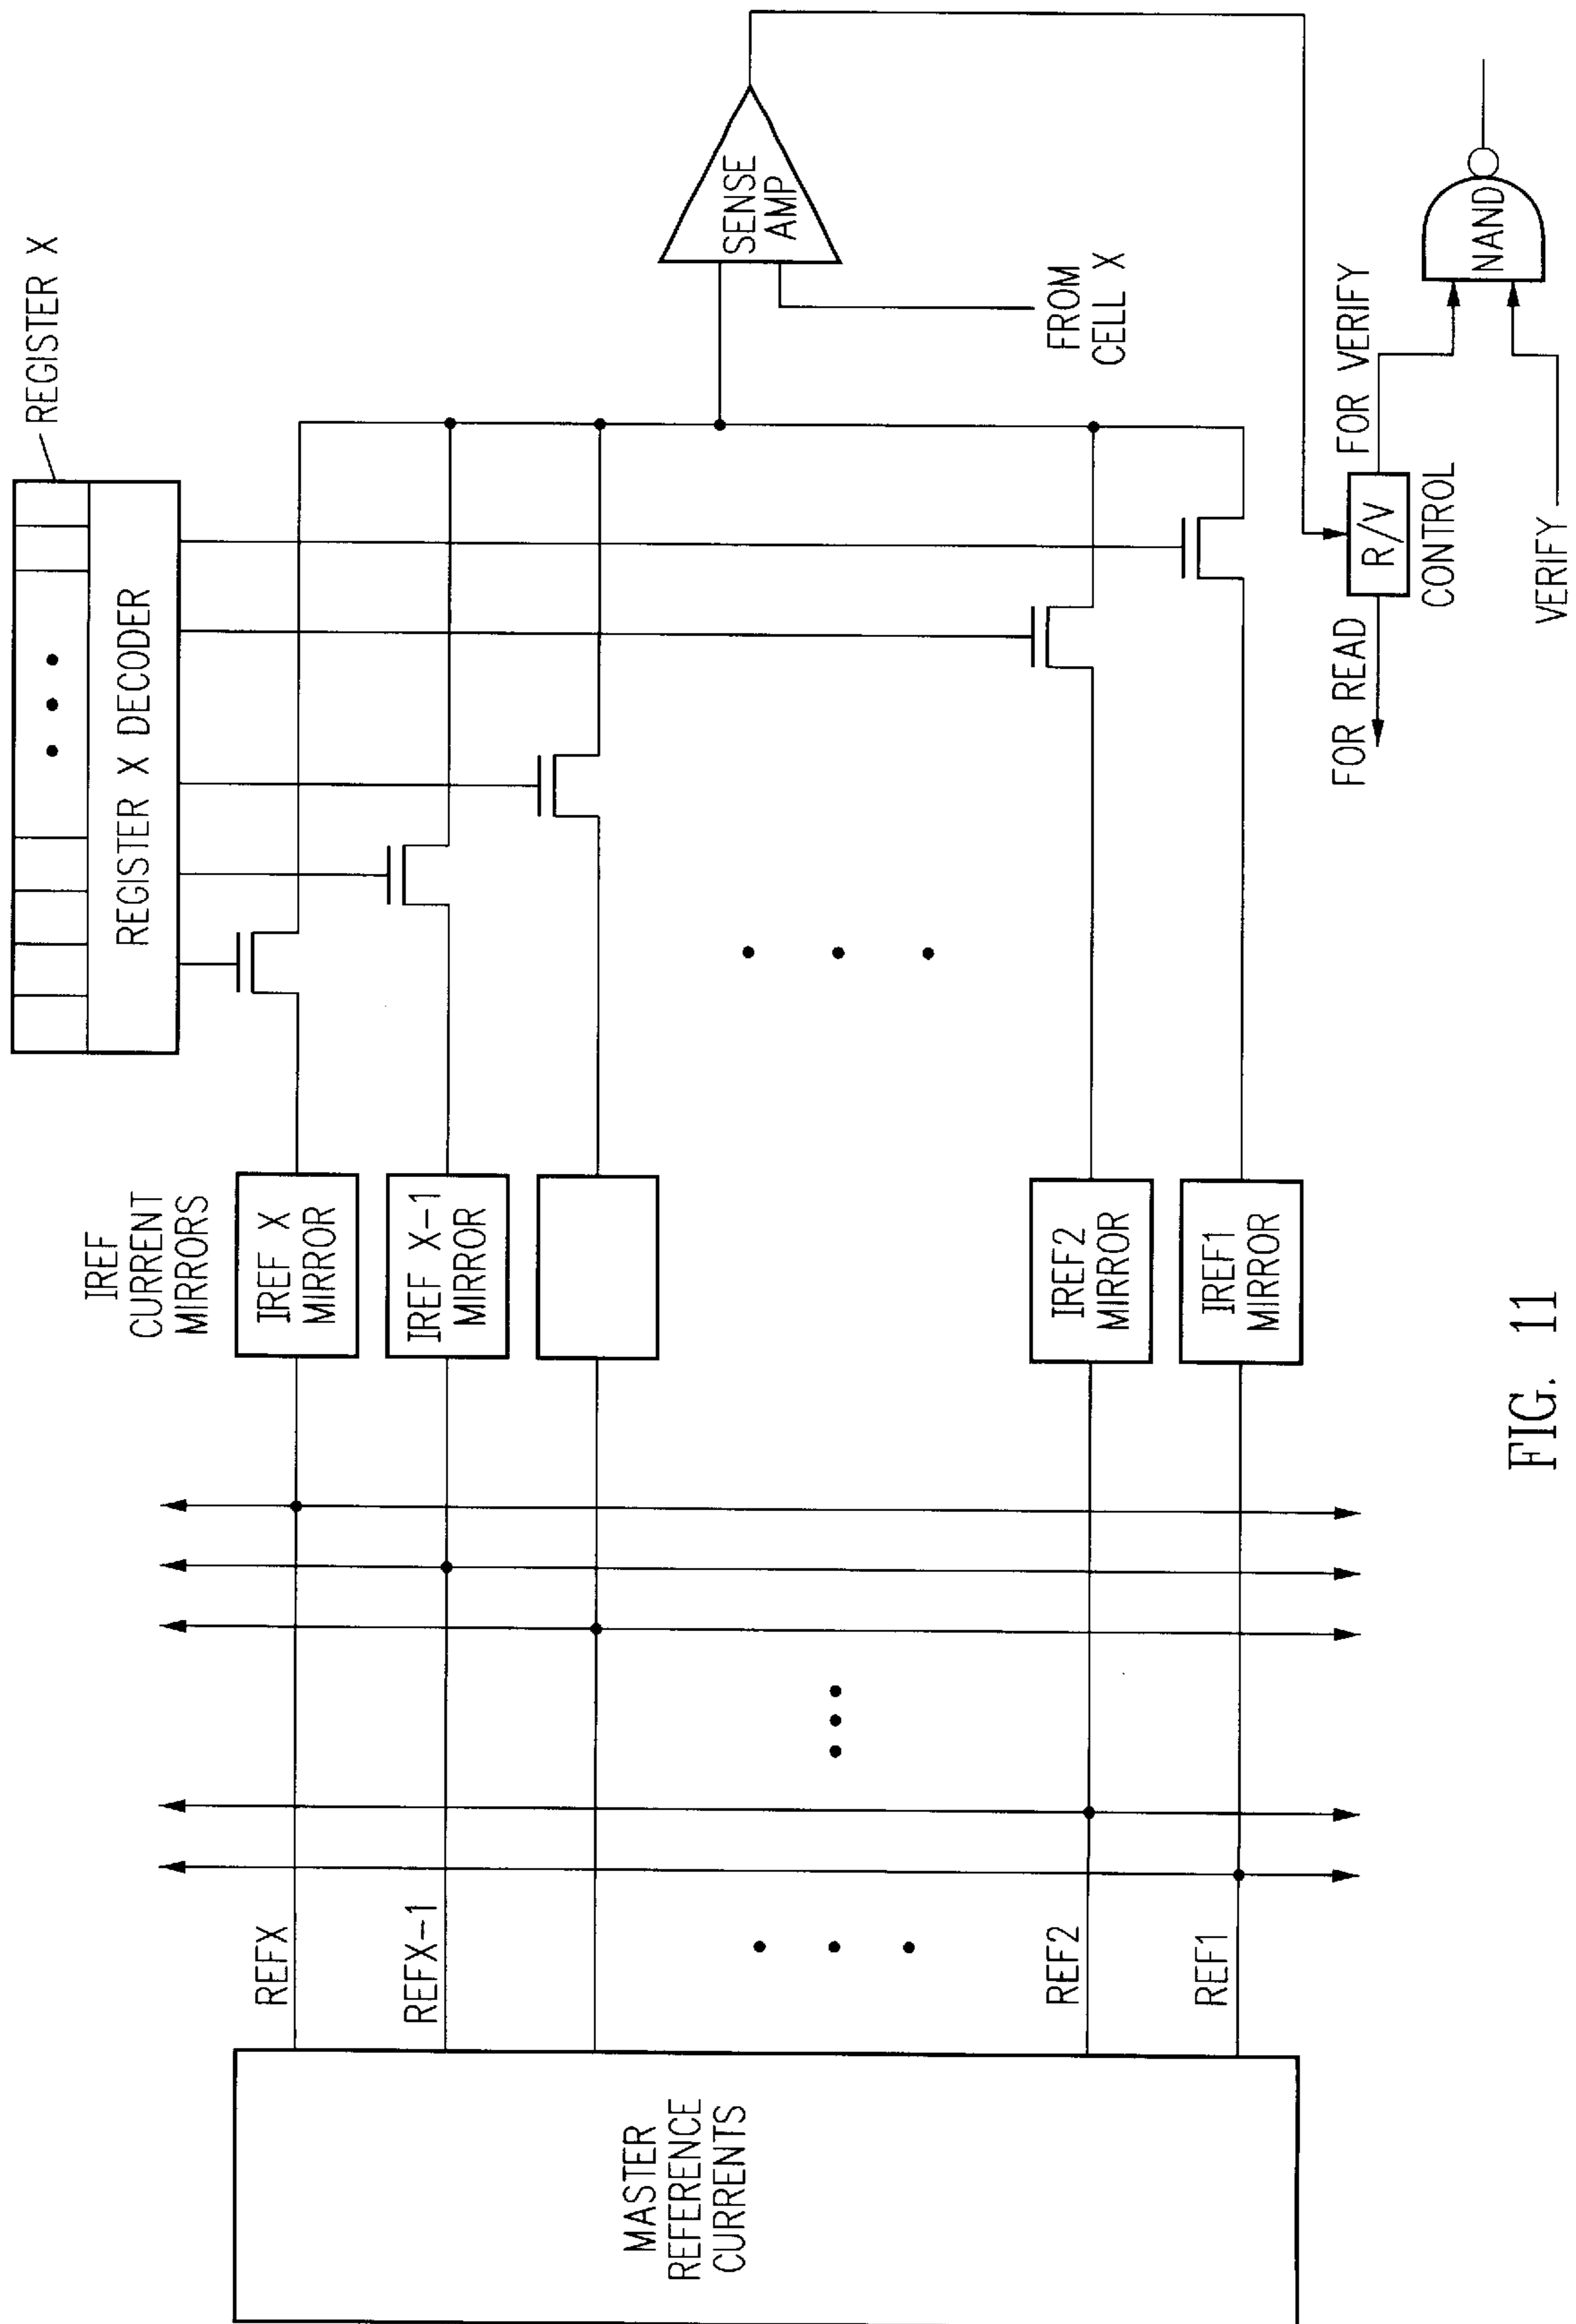 REGISTER X
REGISTER X DECODER
IREF
CURRENT
MIRRORS
IREF X
MIRROR
IREF X-1
MIRROR
IREF2
MIRROR
IREF1
MIRROR
REFX
REFX-1
REF2
REF1
MASTER
REFERENCE
CURRENTS
SENSE
AMP
FROM
CELL X
FOR READ
R/V
CONTROL
FOR VERIFY
VERIFY
NAND
FIG. 11